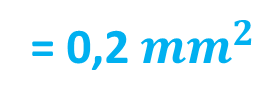 = 0,2 mm²